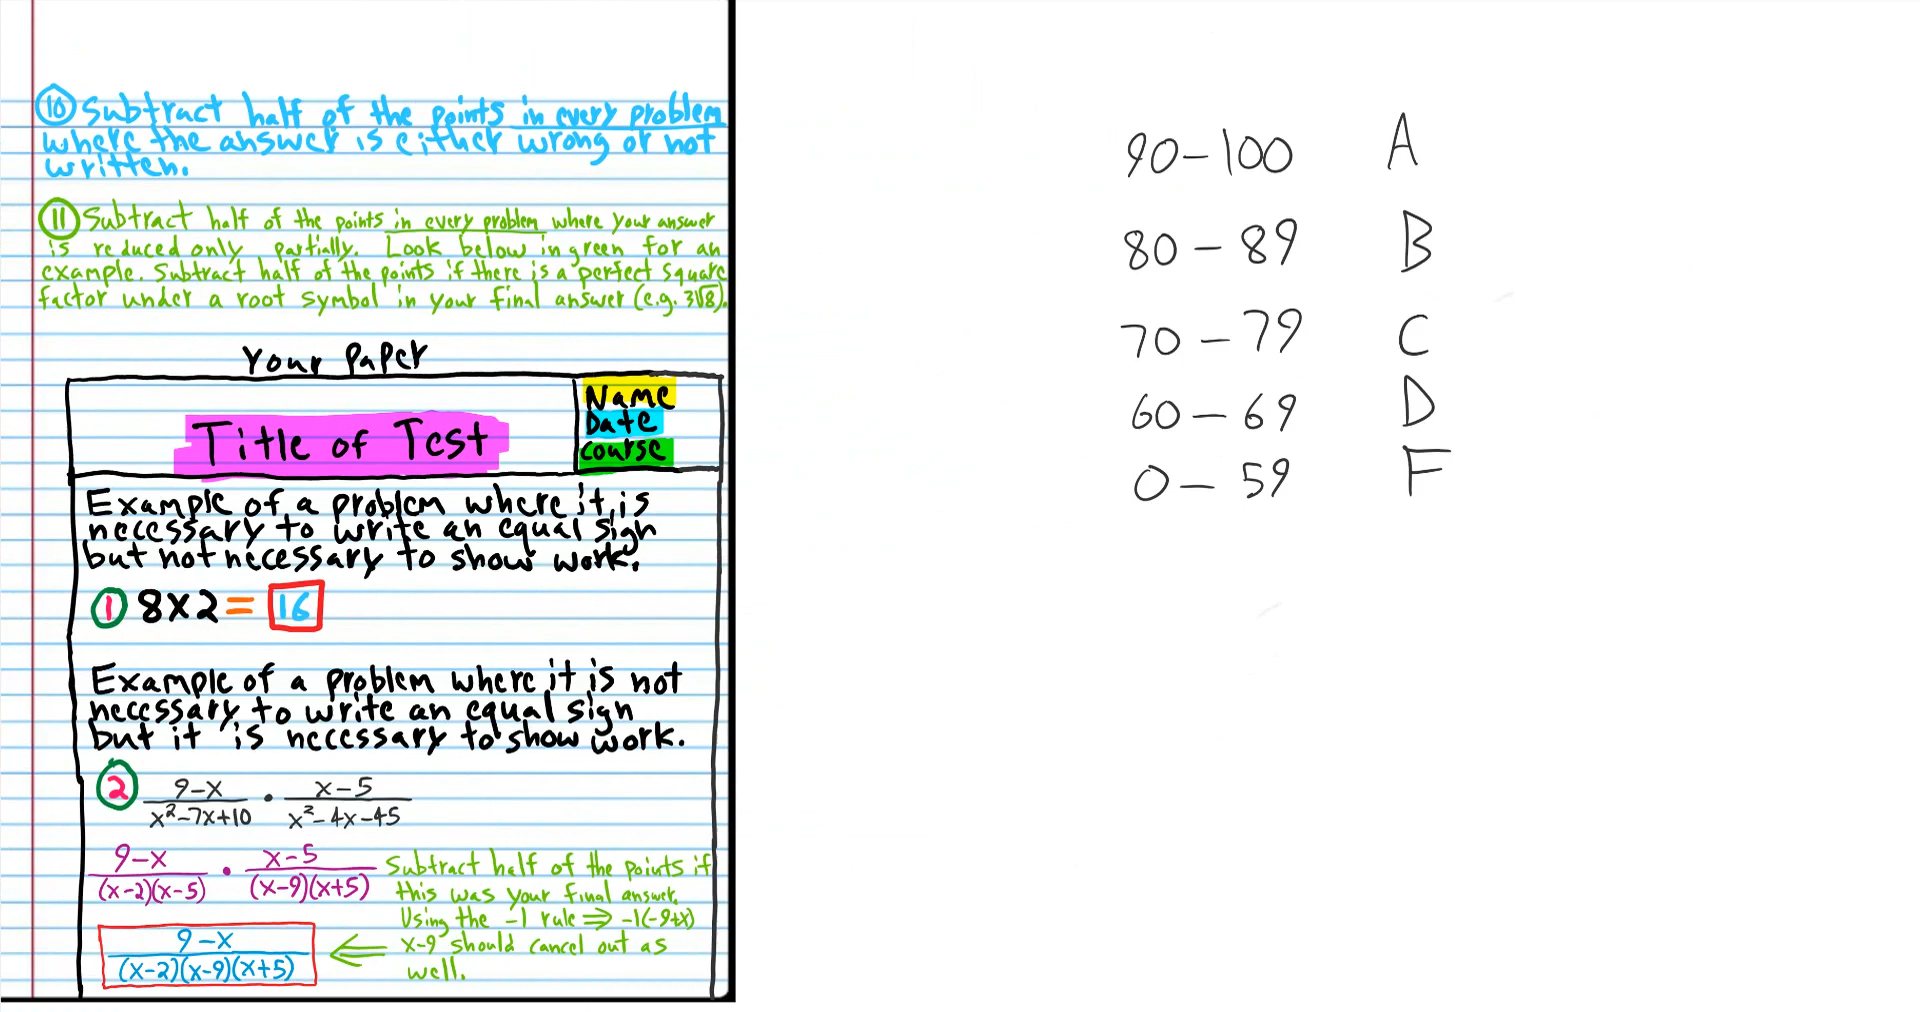 10 Subtract half of the points in every problem
where the answer is either wrong or not
written.
11 Subtract half of the points in every problem where your answer
is reduced only partially. Look below in green for an
example. Subtract half of the points if there is a perfect square
factor under a root symbol in your final answer (e.g. 3√8).
Your Paper
Title of Test
Name
Date
Course
Example of a problem where it is
necessary to write an equal sign
but not necessary to show work.
1 8x2= 16
Example of a problem where it is not
necessary to write an equal sign
but it is necessary to show work.
2 9-x x-5
x²-7x+10 · x²-4x-45
9-x x-5
(x-2)(x-5) · (x-9)(x+5)
Subtract half of the points if
this was your final answer.
Using the -1 rule ⇒ -1(-9+x)
x-9 should cancel out as
well.
9-x
(x-2)(x-9)(x+5)
90-100 A
80-89 B
70-79 C
60-69 D
0-59 F